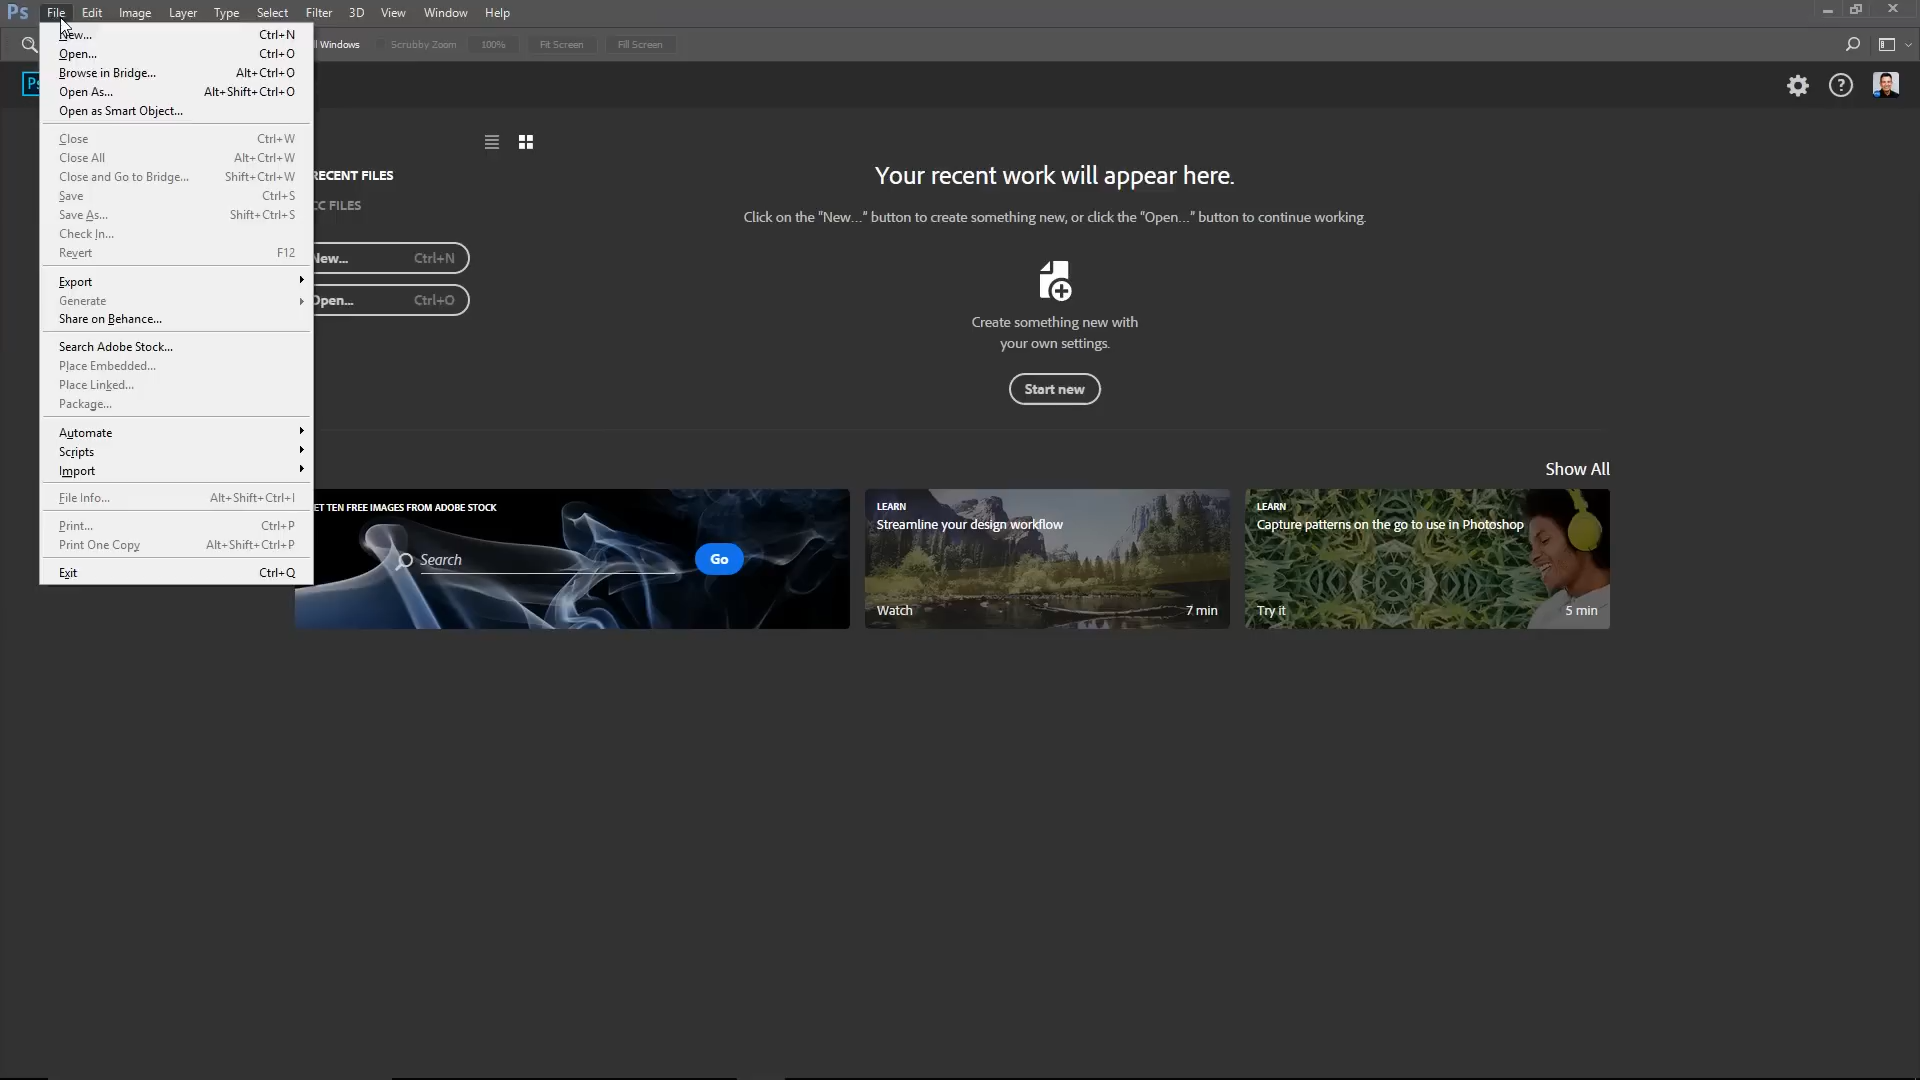 Ps File Edit Image Layer Type Select Filter 3D View Window Help
Windows Scrubby Zoom 100% Fit Screen Fill Screen
New... Ctrl+N
Open... Ctrl+O
Browse in Bridge... Alt+Ctrl+O
Open As... Alt+Shift+Ctrl+O
Open as Smart Object...
Close Ctrl+W
Close All Alt+Ctrl+W
Close and Go to Bridge... Shift+Ctrl+W
Save Ctrl+S
Save As... Shift+Ctrl+S
Check In...
Revert F12
Export
Generate
Share on Behance...
Search Adobe Stock...
Place Embedded...
Place Linked...
Package...
Automate
Scripts
Import
File Info... Alt+Shift+Ctrl+I
Print... Ctrl+P
Print One Copy Alt+Shift+Ctrl+P
Exit Ctrl+Q
Ps
RECENT FILES
CC FILES
New... Ctrl+N
Open... Ctrl+O
Your recent work will appear here.
Click on the "New..." button to create something new, or click the "Open..." button to continue working.
Create something new with
your own settings.
Start new
Show All
ET TEN FREE IMAGES FROM ADOBE STOCK
Search
Go
LEARN
Streamline your design workflow
Watch 7 min
LEARN
Capture patterns on the go to use in Photoshop
Try it 5 min